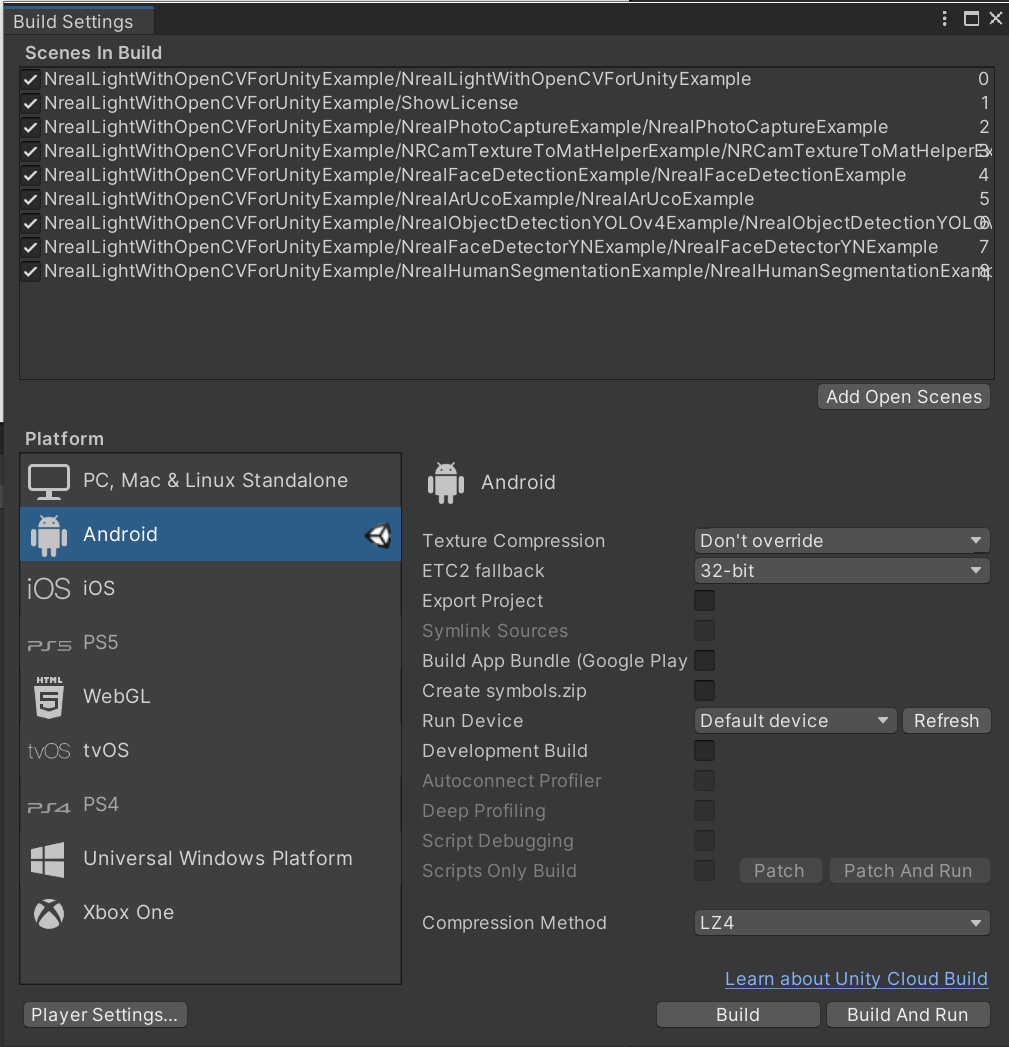 Build Settings
Scenes In Build
NrealLightWithOpenCVForUnityExample/NrealLightWithOpenCVForUnityExample 0
NrealLightWithOpenCVForUnityExample/ShowLicense 1
NrealLightWithOpenCVForUnityExample/NrealPhotoCaptureExample/NrealPhotoCaptureExample 2
NrealLightWithOpenCVForUnityExample/NRCamTextureToMatHelperExample/NRCamTextureToMatHelperEx 3
NrealLightWithOpenCVForUnityExample/NrealFaceDetectionExample/NrealFaceDetectionExample 4
NrealLightWithOpenCVForUnityExample/NrealArUcoExample/NrealArUcoExample 5
NrealLightWithOpenCVForUnityExample/NrealObjectDetectionYOLOv4Example/NrealObjectDetectionYOLOv 6
NrealLightWithOpenCVForUnityExample/NrealFaceDetectorYNExample/NrealFaceDetectorYNExample 7
NrealLightWithOpenCVForUnityExample/NrealHumanSegmentationExample/NrealHumanSegmentationExamp 8
Add Open Scenes
Platform
PC, Mac & Linux Standalone
Android
iOS iOS
PS5 PS5
HTML
5 WebGL
tvOS tvOS
PS4 PS4
Universal Windows Platform
Xbox One
Android
Texture Compression Don't override
ETC2 fallback 32-bit
Export Project
Symlink Sources
Build App Bundle (Google Play
Create symbols.zip
Run Device Default device Refresh
Development Build
Autoconnect Profiler
Deep Profiling
Script Debugging
Scripts Only Build Patch Patch And Run
Compression Method LZ4
Learn about Unity Cloud Build
Player Settings... Build Build And Run